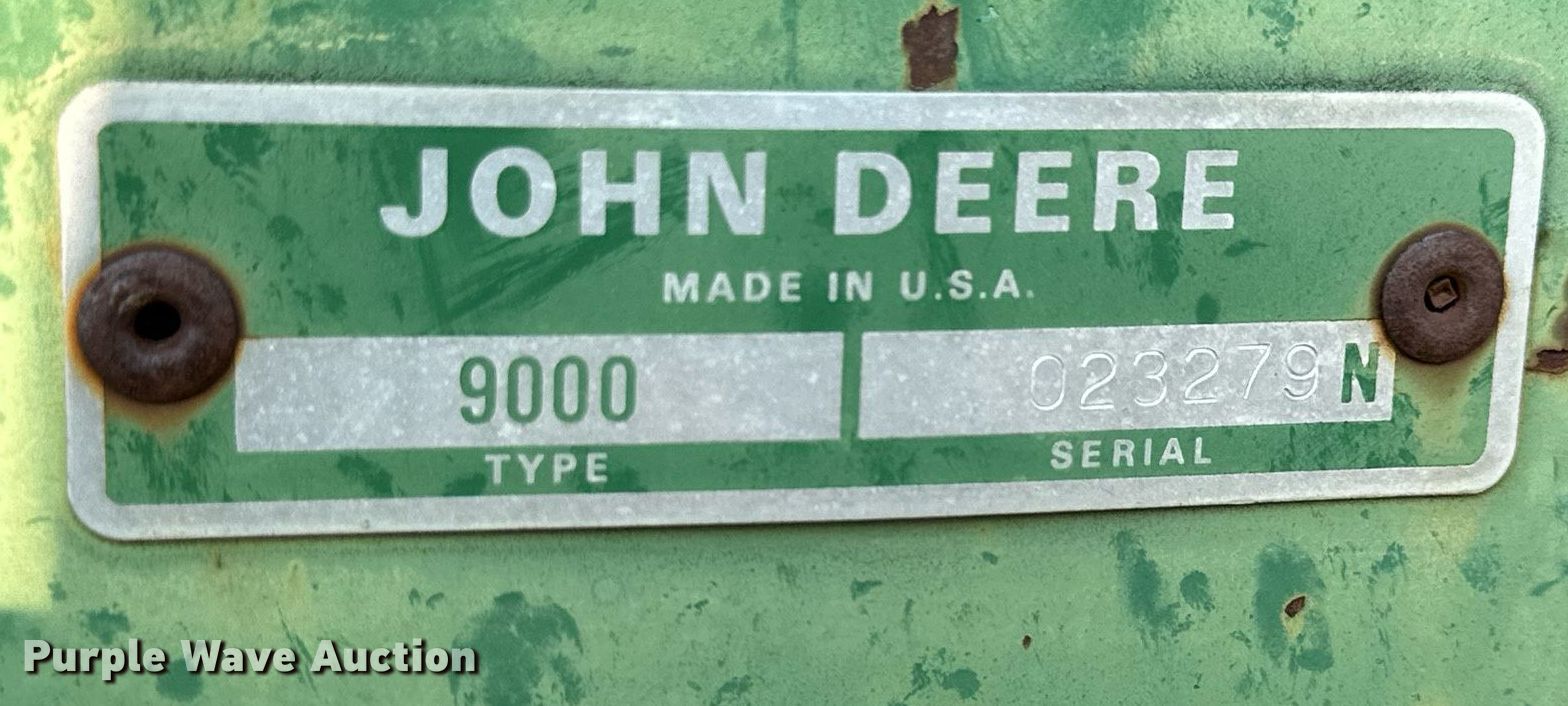 JOHN DEERE
MADE IN U.S.A.
9000 023279N
TYPE SERIAL
Purple Wave Auction